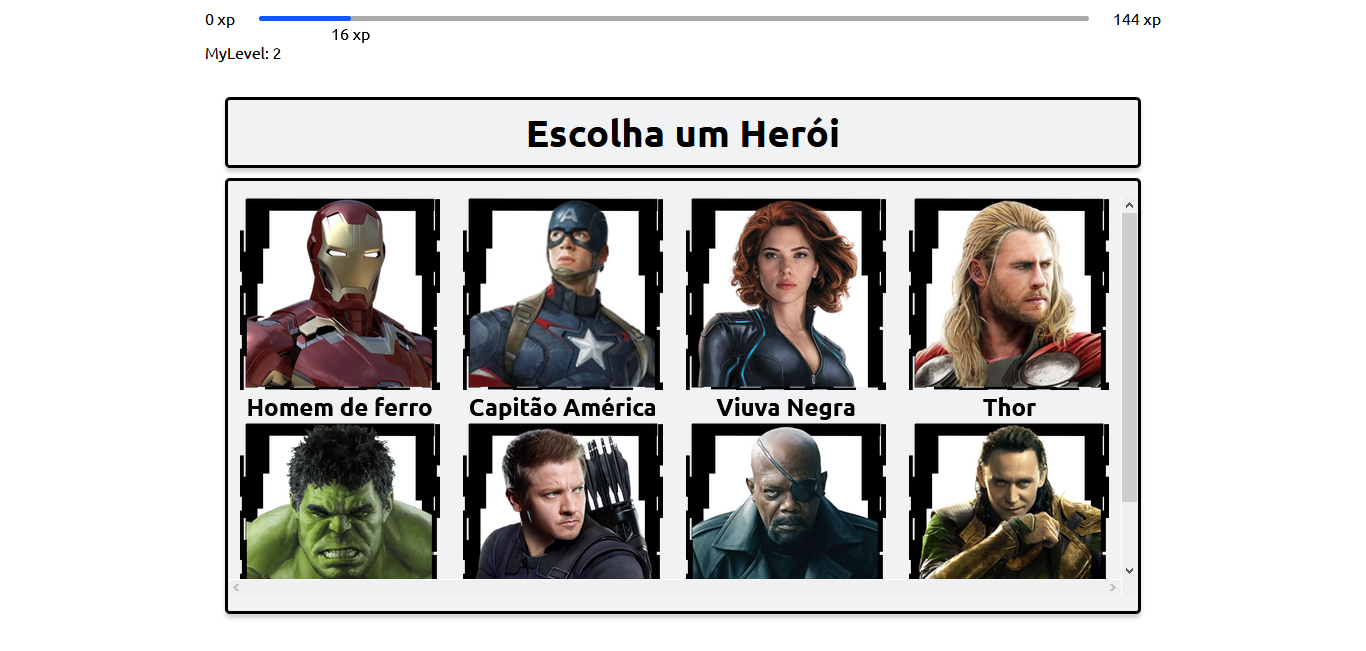 0 xp 144 xp
16 xp
MyLevel: 2
Escolha um Herói
Homem de ferro Capitão América Viuva Negra Thor